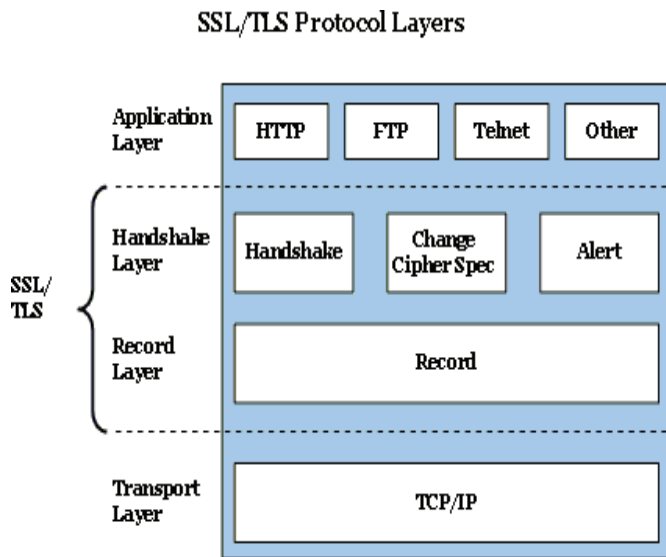 SSL/TLS Protocol Layers
Application
Layer
HTTP
FTP
Telnet
Other
SSL/
TLS
Handshake
Layer
Handshake
Change
Cipher Spec
Alert
Record
Layer
Record
Transport
Layer
TCP/IP